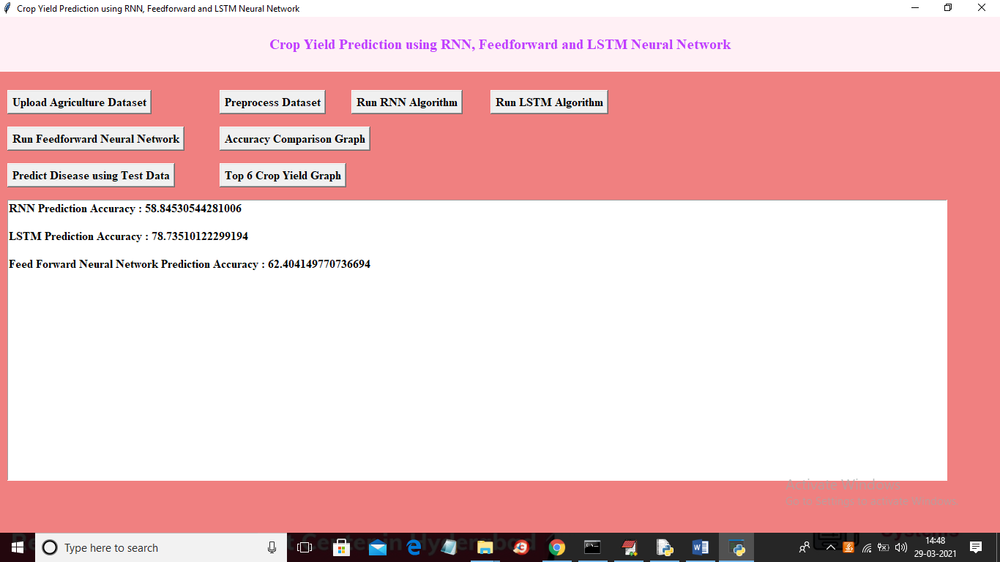 Crop Yield Prediction using RNN, Feedforward and LSTM Neural Network
Crop Yield Prediction using RNN, Feedforward and LSTM Neural Network
Upload Agriculture Dataset
Preprocess Dataset
Run RNN Algorithm
Run LSTM Algorithm
Run Feedforward Neural Network
Accuracy Comparison Graph
Predict Disease using Test Data
Top 6 Crop Yield Graph
RNN Prediction Accuracy : 58.84530544281006
LSTM Prediction Accuracy : 78.73510122299194
Feed Forward Neural Network Prediction Accuracy : 62.404149770736694
Activate Windows
Go to Settings to activate Windows.
Type here to search
14:48
29-03-2021